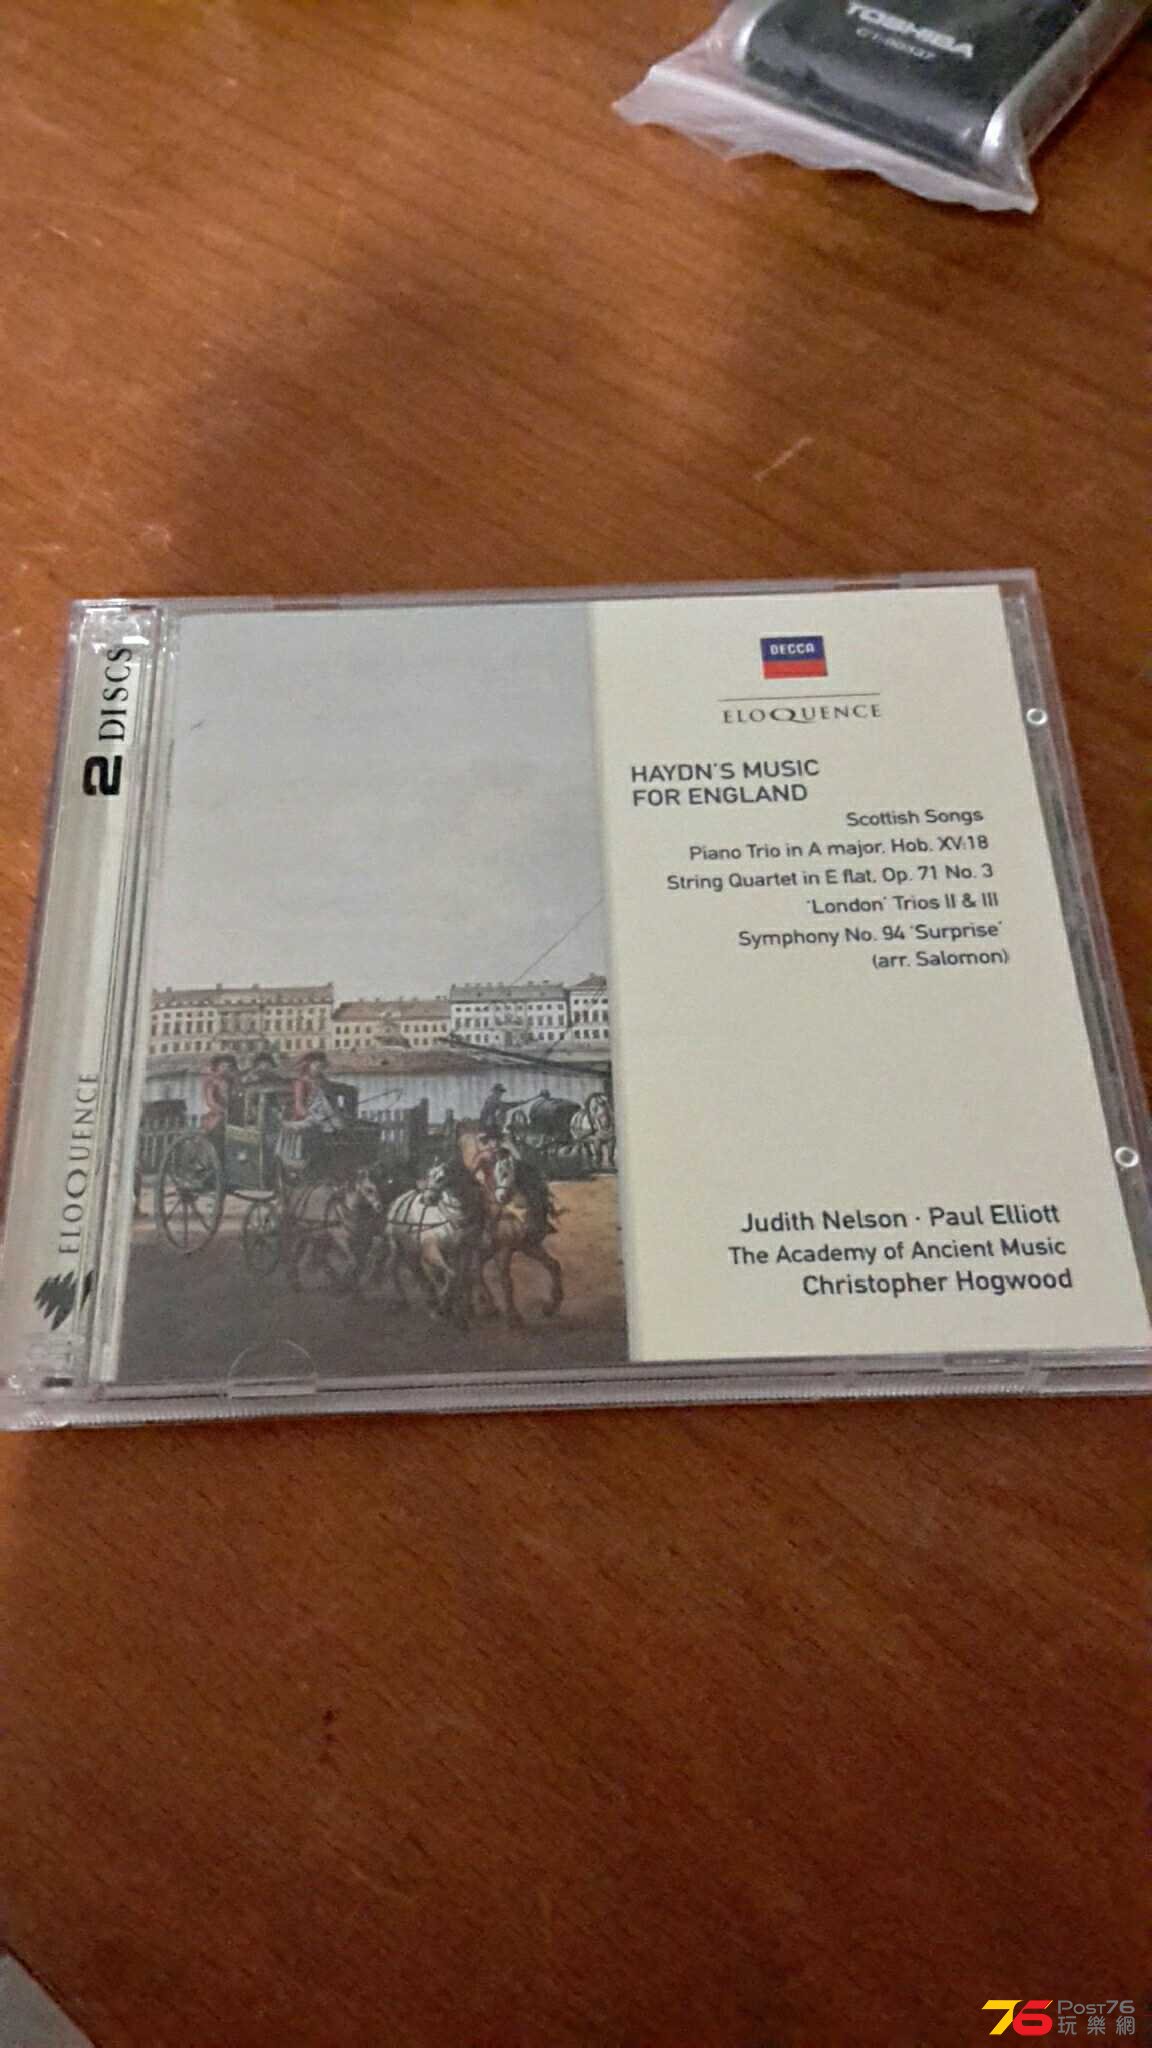 TOSHIBA
2 DISCS
ELOQUENCE
DECCA
ELOQUENCE
HAYDN'S MUSIC
FOR ENGLAND
Scottish Songs
Piano Trio in A major, Hob. XV:18
String Quartet in E flat, Op. 71 No. 3
'London' Trios II & III
Symphony No. 94 'Surprise'
(arr. Salomon)
Judith Nelson · Paul Elliott
The Academy of Ancient Music
Christopher Hogwood
76 POST76
玩樂網